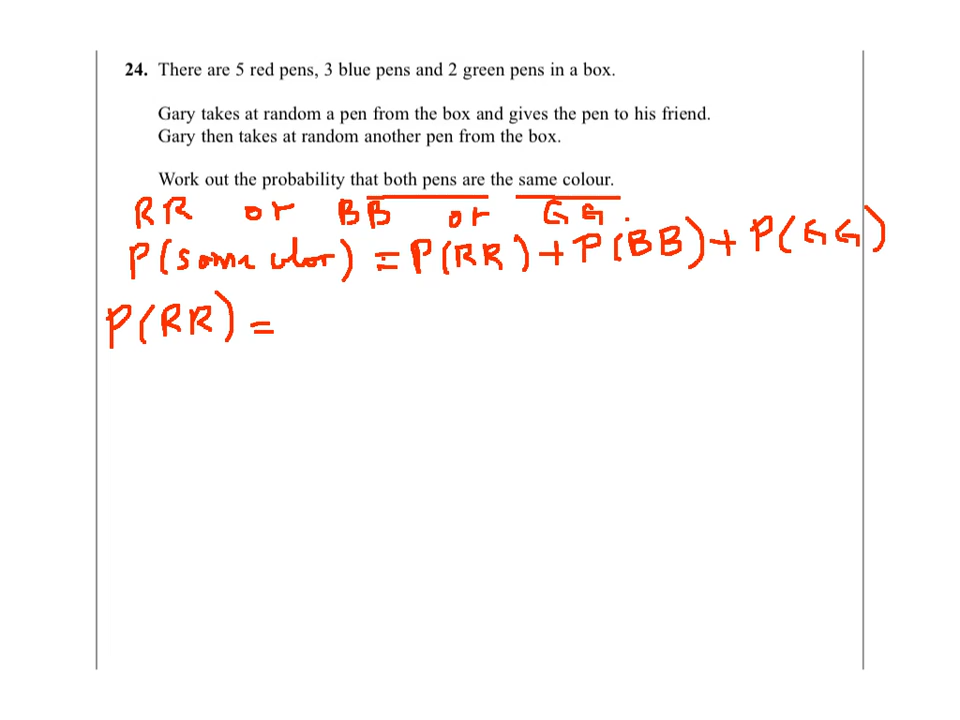 24. There are 5 red pens, 3 blue pens and 2 green pens in a box.
Gary takes at random a pen from the box and gives the pen to his friend.
Gary then takes at random another pen from the box.
Work out the probability that both pens are the same colour.
RR or BB or GG.
P(same color) = P(RR) + P(BB) + P(GG)
P(RR) =